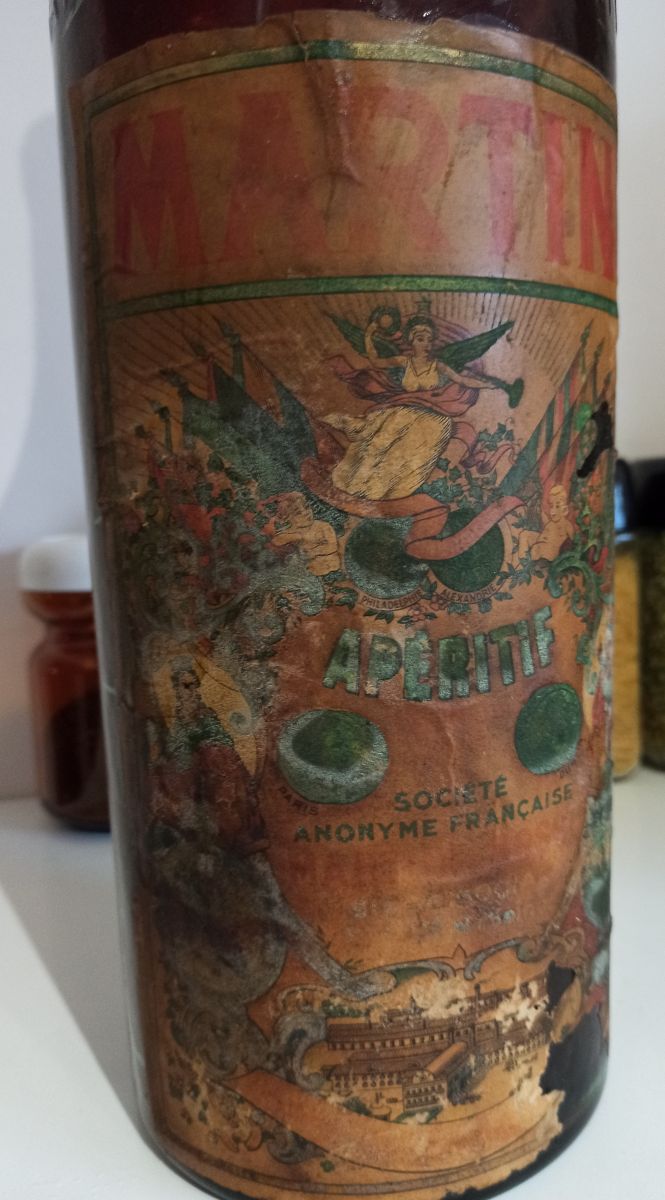 MARTIN
PHILADELPHIE ALEXANDRIE
APÉRITIF
PARIS
SOCIÉTÉ
ANONYME FRANÇAISE